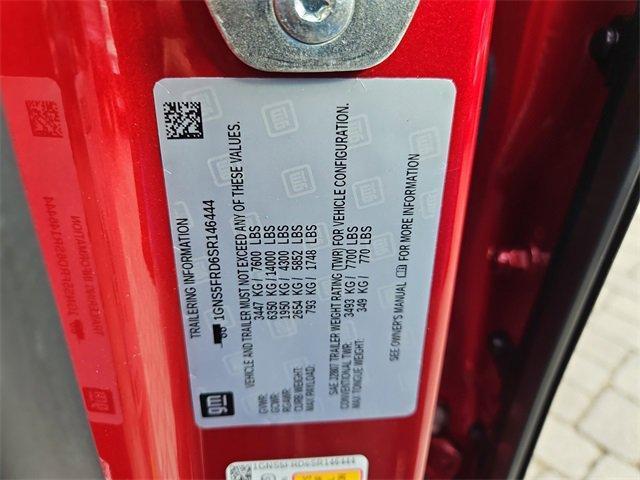 TRAILERING INFORMATION
1GNS5FRD6SR146444
VEHICLE AND TRAILER MUST NOT EXCEED ANY OF THESE VALUES.
GVWR: 3447 KG / 7600 LBS
GCWR: 6350 KG / 14000 LBS
RGAWR: 1950 KG / 4300 LBS
CURB WEIGHT: 2654 KG / 5852 LBS
MAX PAYLOAD: 793 KG / 1748 LBS
SAE J2807 TRAILER WEIGHT RATING (TWR) FOR VEHICLE CONFIGURATION.
CONVENTIONAL TWR: 3493 KG / 7700 LBS
MAX TONGUE WEIGHT: 349 KG / 770 LBS
SEE OWNER'S MANUAL FOR MORE INFORMATION
gm
1GNS5FRD6SR146444